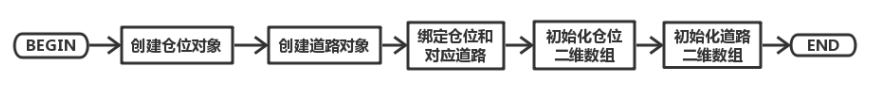 BEGIN
创建仓位对象
创建道路对象
绑定仓位和
对应道路
初始化仓位
二维数组
初始化道路
二维数组
END